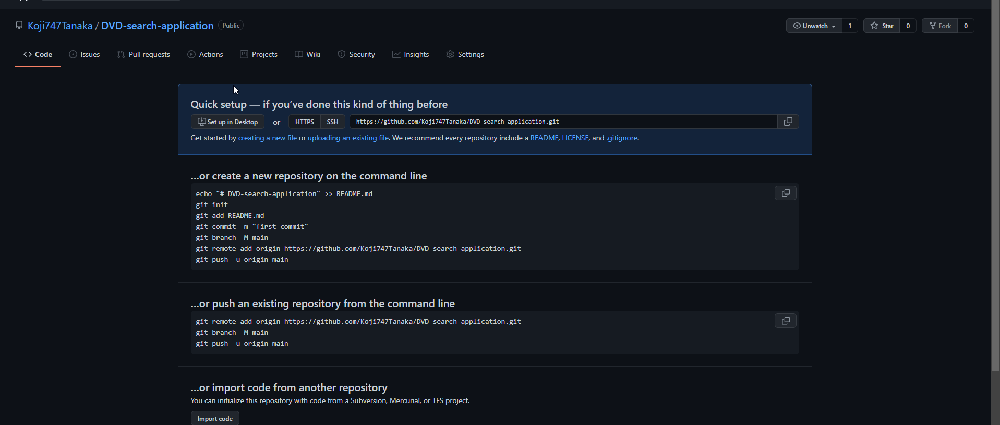 Koji747Tanaka / DVD-search-application Public
Unwatch 1 Star 0 Fork 0
Code Issues Pull requests Actions Projects Wiki Security Insights Settings
Quick setup — if you’ve done this kind of thing before
Set up in Desktop or HTTPS SSH https://github.com/Koji747Tanaka/DVD-search-application.git
Get started by creating a new file or uploading an existing file. We recommend every repository include a README, LICENSE, and .gitignore.
…or create a new repository on the command line
echo "# DVD-search-application" >> README.md
git init
git add README.md
git commit -m "first commit"
git branch -M main
git remote add origin https://github.com/Koji747Tanaka/DVD-search-application.git
git push -u origin main
…or push an existing repository from the command line
git remote add origin https://github.com/Koji747Tanaka/DVD-search-application.git
git branch -M main
git push -u origin main
…or import code from another repository
You can initialize this repository with code from a Subversion, Mercurial, or TFS project.
Import code